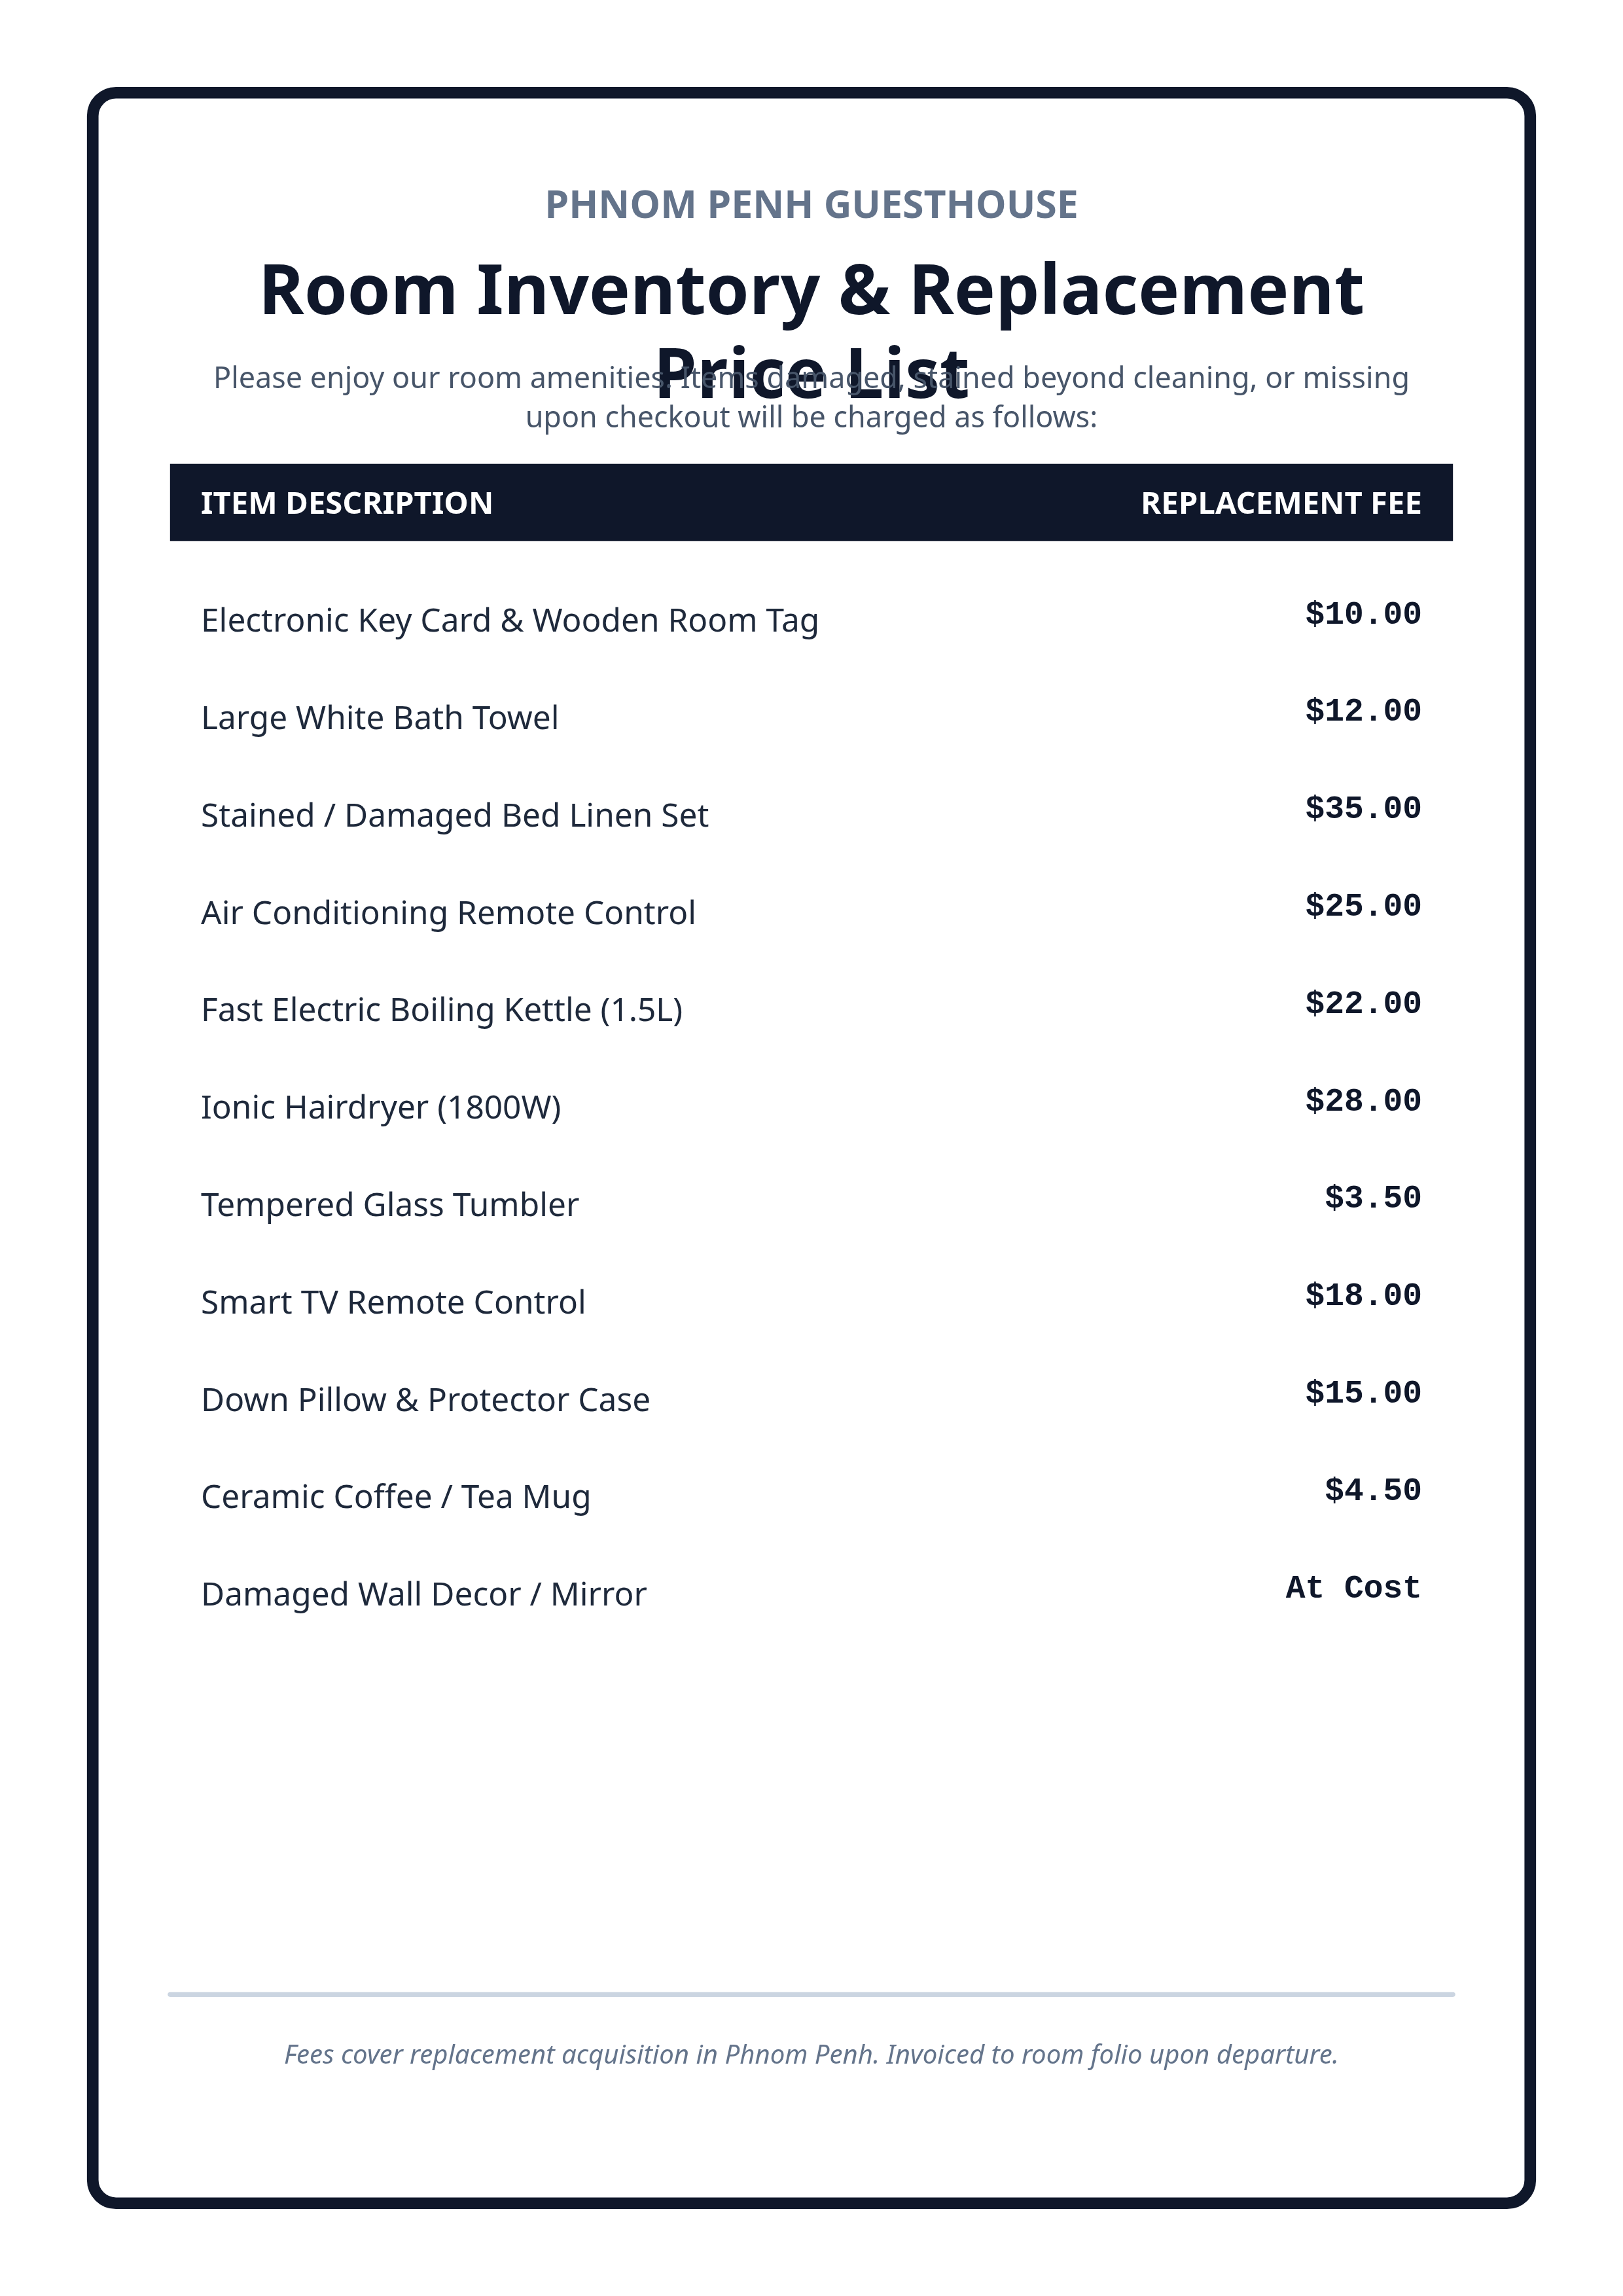 PHNOM PENH GUESTHOUSE
Room Inventory & Replacement
Price List
Please enjoy our room amenities. Items damaged, stained beyond cleaning, or missing
upon checkout will be charged as follows:
ITEM DESCRIPTION REPLACEMENT FEE
Electronic Key Card & Wooden Room Tag $10.00
Large White Bath Towel $12.00
Stained / Damaged Bed Linen Set $35.00
Air Conditioning Remote Control $25.00
Fast Electric Boiling Kettle (1.5L) $22.00
Ionic Hairdryer (1800W) $28.00
Tempered Glass Tumbler $3.50
Smart TV Remote Control $18.00
Down Pillow & Protector Case $15.00
Ceramic Coffee / Tea Mug $4.50
Damaged Wall Decor / Mirror At Cost
Fees cover replacement acquisition in Phnom Penh. Invoiced to room folio upon departure.